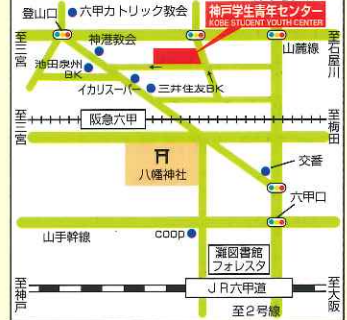 登山口
六甲カトリック教会
神戸学生青年センター
KOBE STUDENT YOUTH CENTER
至三宮
神港教会
山麓線
至石屋川
池田泉州
BK
イカリスーパー
三井住友BK
至三宮
阪急六甲
至梅田
八幡神社
交番
六甲口
山手幹線
coop
灘図書館
フォレスタ
至神戸
JR六甲道
至大阪
至2号線